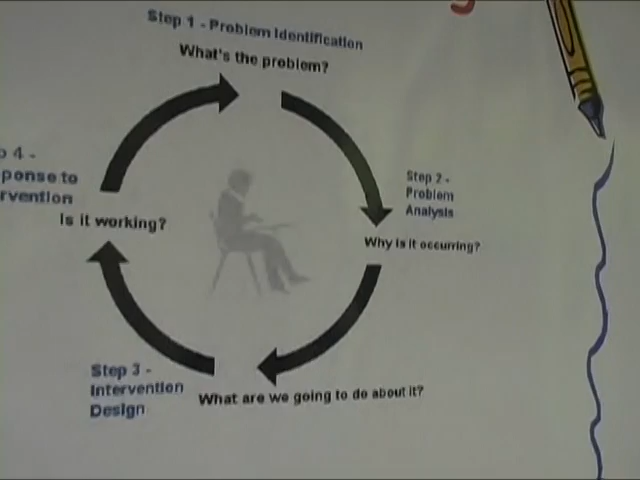 Step 1 - Problem Identification
What's the problem?
Step 2 -
Problem
Analysis
Why is it occurring?
Step 3 -
Intervention
Design
What are we going to do about it?
p 4 -
ponse to
rvention
Is it working?